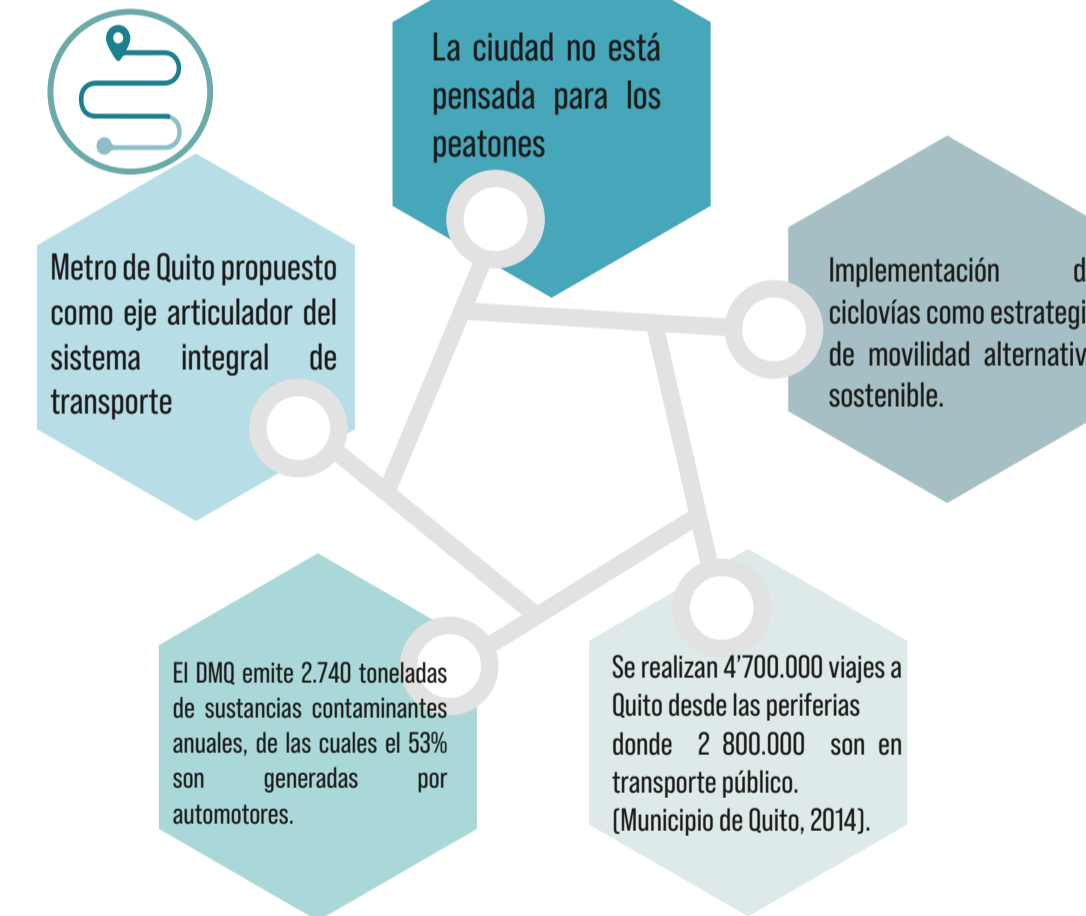 La ciudad no está
pensada para los
peatones
Metro de Quito propuesto
como eje articulador del
sistema integral de
transporte
Implementación d
ciclovías como estrategi
de movilidad alternativ
sostenible.
El DMQ emite 2.740 toneladas
de sustancias contaminantes
anuales, de las cuales el 53%
son generadas por
automotores.
Se realizan 4’700.000 viajes a
Quito desde las periferias
donde 2 800.000 son en
transporte público.
(Municipio de Quito, 2014).